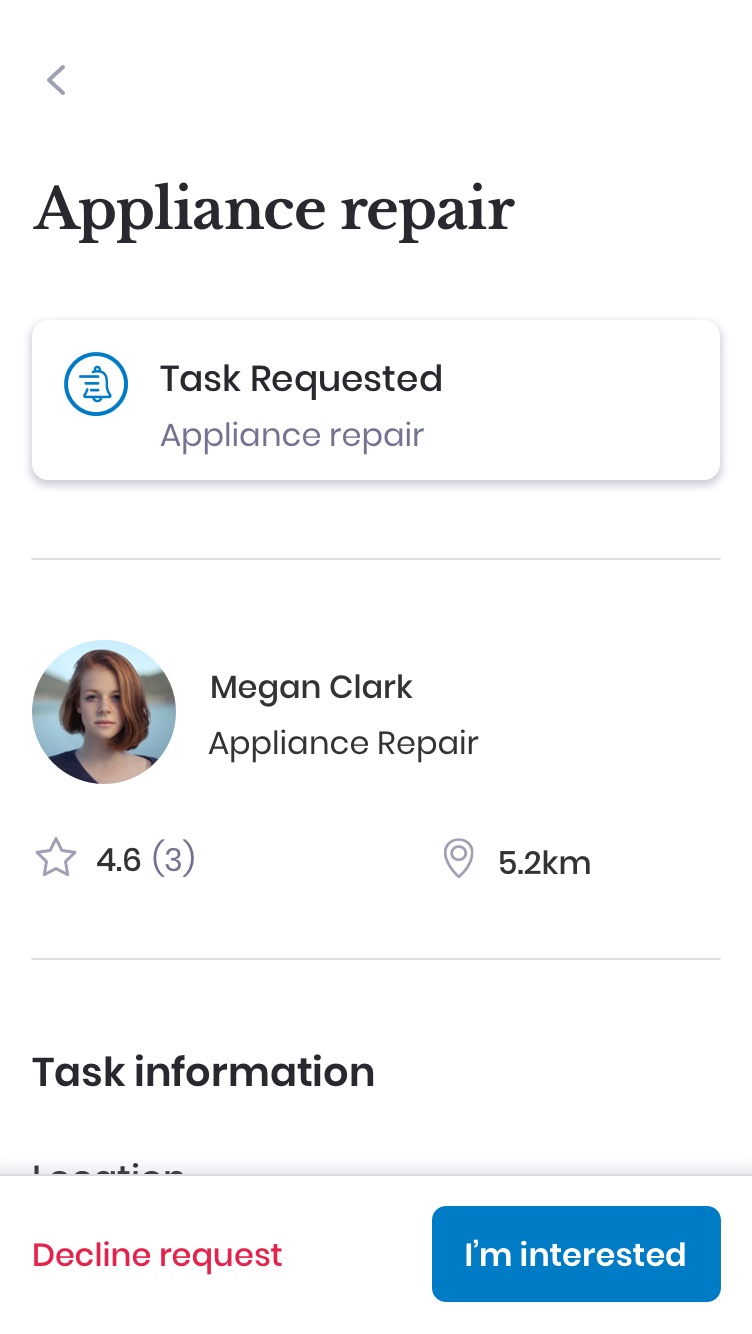 Appliance repair
Task Requested
Appliance repair
Megan Clark
Appliance Repair
4.6 (3)
5.2km
Task information
Location
Decline request
I'm interested